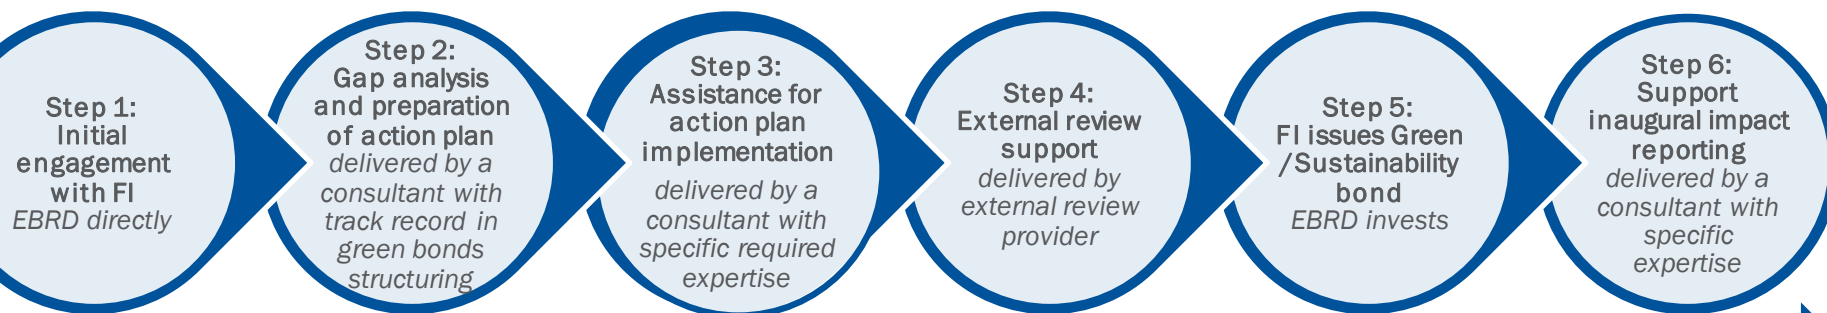 Step 1:
Initial
engagement
with FI
EBRD directly
Step 2:
Gap analysis
and preparation
of action plan
delivered by a
consultant with
track record in
green bonds
structuring
Step 3:
Assistance for
action plan
implementation
delivered by a
consultant with
specific required
expertise
Step 4:
External review
support
delivered by
external review
provider
Step 5:
FI issues Green
/Sustainability
bond
EBRD invests
Step 6:
Support
inaugural impact
reporting
delivered by a
consultant with
specific
expertise